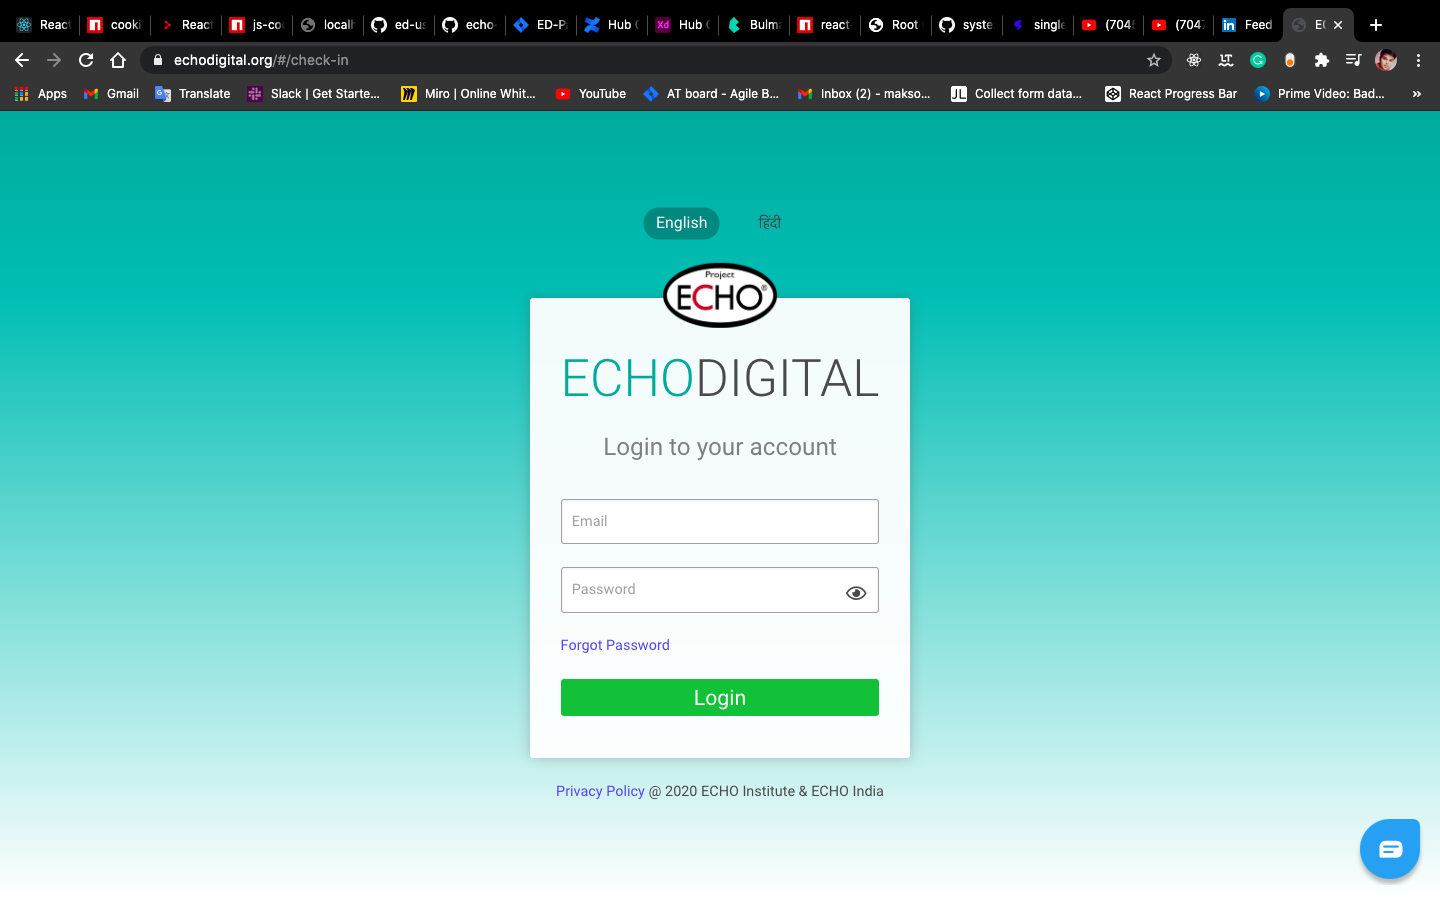 React
cooki
React
js-coo
localh
ed-us
echo-
ED-Pa
Hub C
Hub C
Bulma
react-
Root
syste
single
(704
(704
Feed
EC
echodigital.org/#/check-in
Apps
Gmail
Translate
Slack | Get Starte...
Miro | Online Whit...
YouTube
AT board - Agile B...
Inbox (2) - makso...
Collect form data...
React Progress Bar
Prime Video: Bad...
English
हिंदी
Project
ECHO®
ECHODIGITAL
Login to your account
Email
Password
Forgot Password
Login
Privacy Policy @ 2020 ECHO Institute & ECHO India